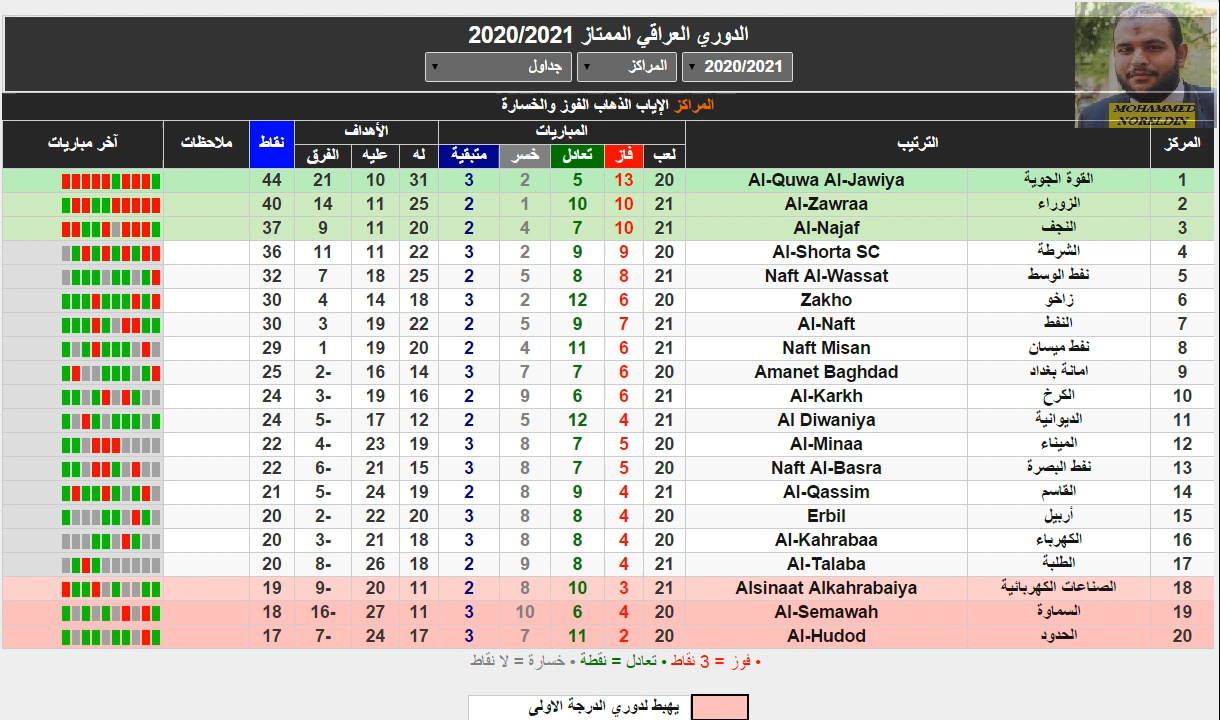 الدوري العراقي الممتاز 2020/2021
2020/2021 المراكز جداول
MOHAMMED
NORELDIN
المراكز الإياب الذهاب الفوز والخسارة
المركز الترتيب المباريات الأهداف نقاط ملاحظات آخر مباريات
لعب فاز تعادل خسر متبقية له عليه الفرق
1 القوة الجوية Al-Quwa Al-Jawiya 20 13 5 2 3 31 10 21 44
2 الزوراء Al-Zawraa 21 10 10 1 2 25 11 14 40
3 النجف Al-Najaf 21 10 7 4 2 20 11 9 37
4 الشرطة Al-Shorta SC 20 9 9 2 3 22 11 11 36
5 نفط الوسط Naft Al-Wassat 21 8 8 5 2 25 18 7 32
6 زاخو Zakho 20 6 12 2 3 18 14 4 30
7 النفط Al-Naft 21 7 9 5 2 22 19 3 30
8 نفط ميسان Naft Misan 21 6 11 4 2 20 19 1 29
9 امانة بغداد Amanet Baghdad 20 6 7 7 3 14 16 -2 25
10 الكرخ Al-Karkh 21 6 6 9 2 16 19 -3 24
11 الديوانية Al Diwaniya 21 4 12 5 2 12 17 -5 24
12 الميناء Al-Minaa 20 5 7 8 3 19 23 -4 22
13 نفط البصرة Naft Al-Basra 20 5 7 8 3 15 21 -6 22
14 القاسم Al-Qassim 21 4 9 8 2 19 24 -5 21
15 أربيل Erbil 20 4 8 8 3 20 22 -2 20
16 الكهرباء Al-Kahrabaa 20 4 8 8 3 18 21 -3 20
17 الطلبة Al-Talaba 21 4 8 9 2 18 26 -8 20
18 الصناعات الكهربائية Alsinaat Alkahrabaiya 21 3 10 8 2 11 20 -9 19
19 السماوة Al-Semawah 20 4 6 10 3 11 27 -16 18
20 الحدود Al-Hudod 20 2 11 7 3 17 24 -7 17
• فوز = 3 نقاط • تعادل = نقطة • خسارة = لا نقاط
يهبط لدوري الدرجة الاولى